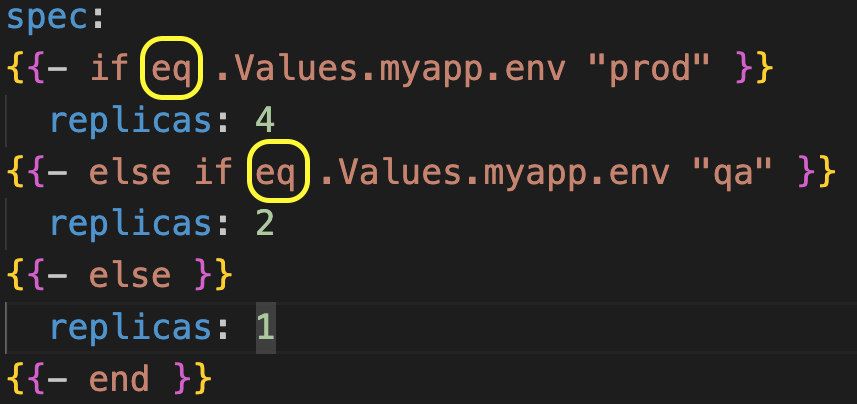 spec:
{{- if eq .Values.myapp.env "prod" }}
  replicas: 4
{{- else if eq .Values.myapp.env "qa" }}
  replicas: 2
{{- else }}
  replicas: 1
{{- end }}